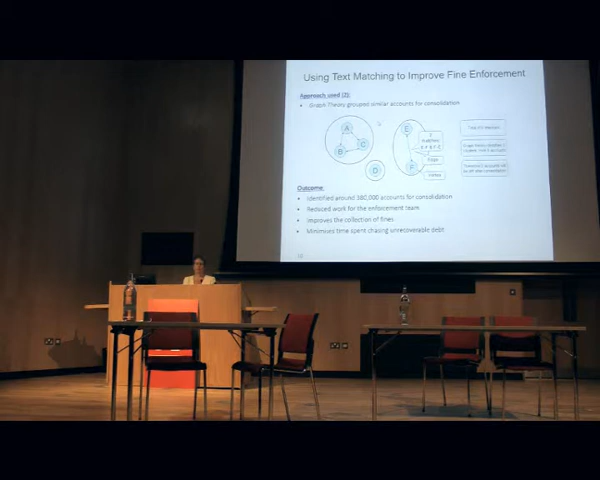 Using Text Matching to Improve Fine Enforcement
Approach used (2):
Graph Theory grouped similar accounts for consolidation
A
B
C
D
E
F
Outcome:
Identified around 380,000 accounts for consolidation
Reduced work for the enforcement team
Improves the collection of fines
Minimises time spent chasing unrecoverable debt